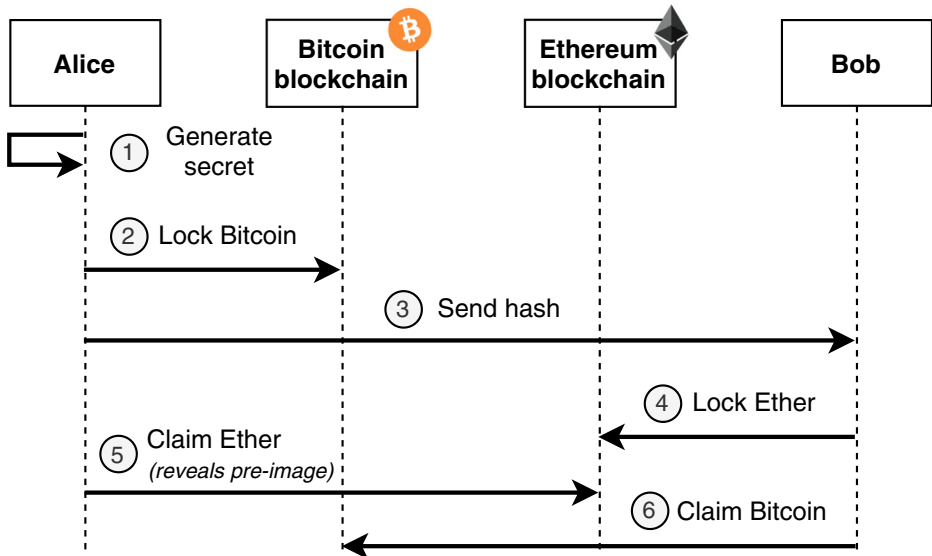 Alice
Bitcoin
blockchain
Ethereum
blockchain
Bob
1 Generate
secret
2 Lock Bitcoin
3 Send hash
4 Lock Ether
5 Claim Ether
(reveals pre-image)
6 Claim Bitcoin